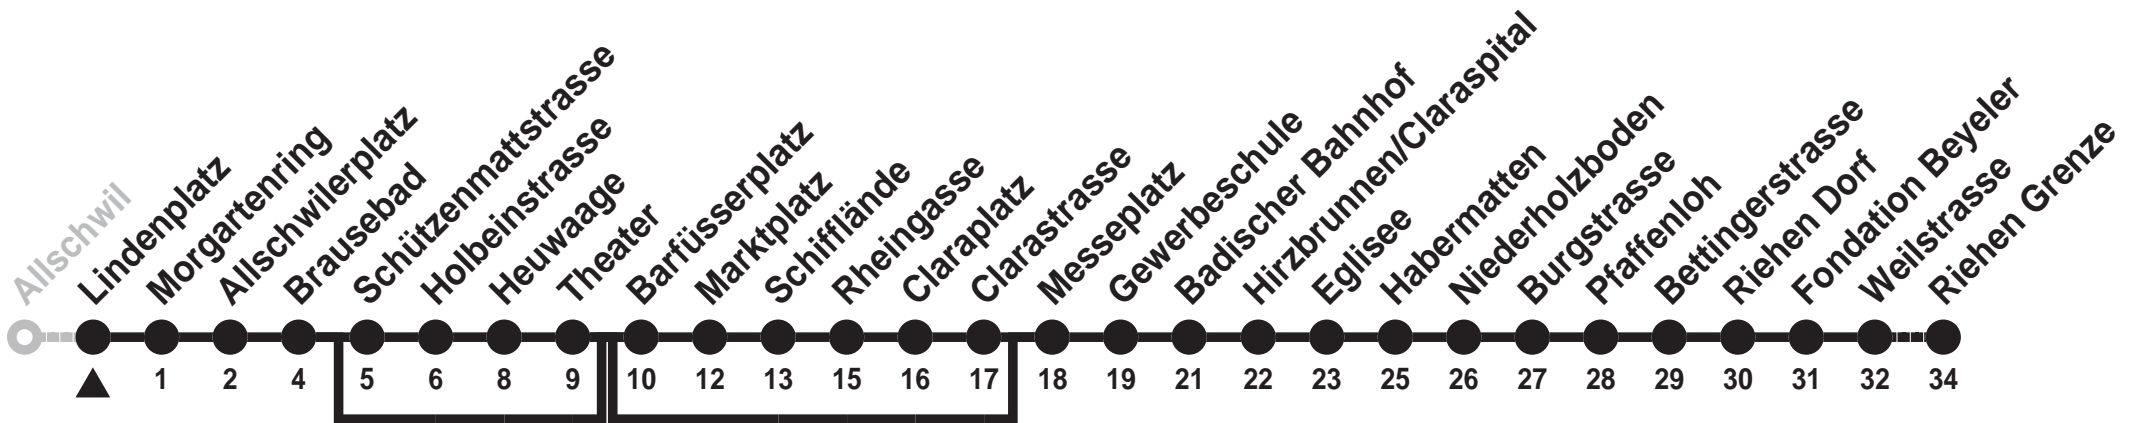 Allschwil
Lindenplatz
Morgartenring
Allschwilerplatz
Brausebad
Schützenmattstrasse
Holbeinstrasse
Heuwaage
Theater
Barfüsserplatz
Marktplatz
Schifflände
Rheingasse
Claraplatz
Clarastrasse
Messeplatz
Gewerbeschule
Badischer Bahnhof
Hirzbrunnen/Claraspital
Eglisee
Habermatten
Niederholzboden
Burgstrasse
Pfaffenloh
Bettingerstrasse
Riehen Dorf
Fondation Beyeler
Weilstrasse
Riehen Grenze
1 2 4 5 6 8 9 10 12 13 15 16 17 18 19 21 22 23 25 26 27 28 29 30 31 32 34